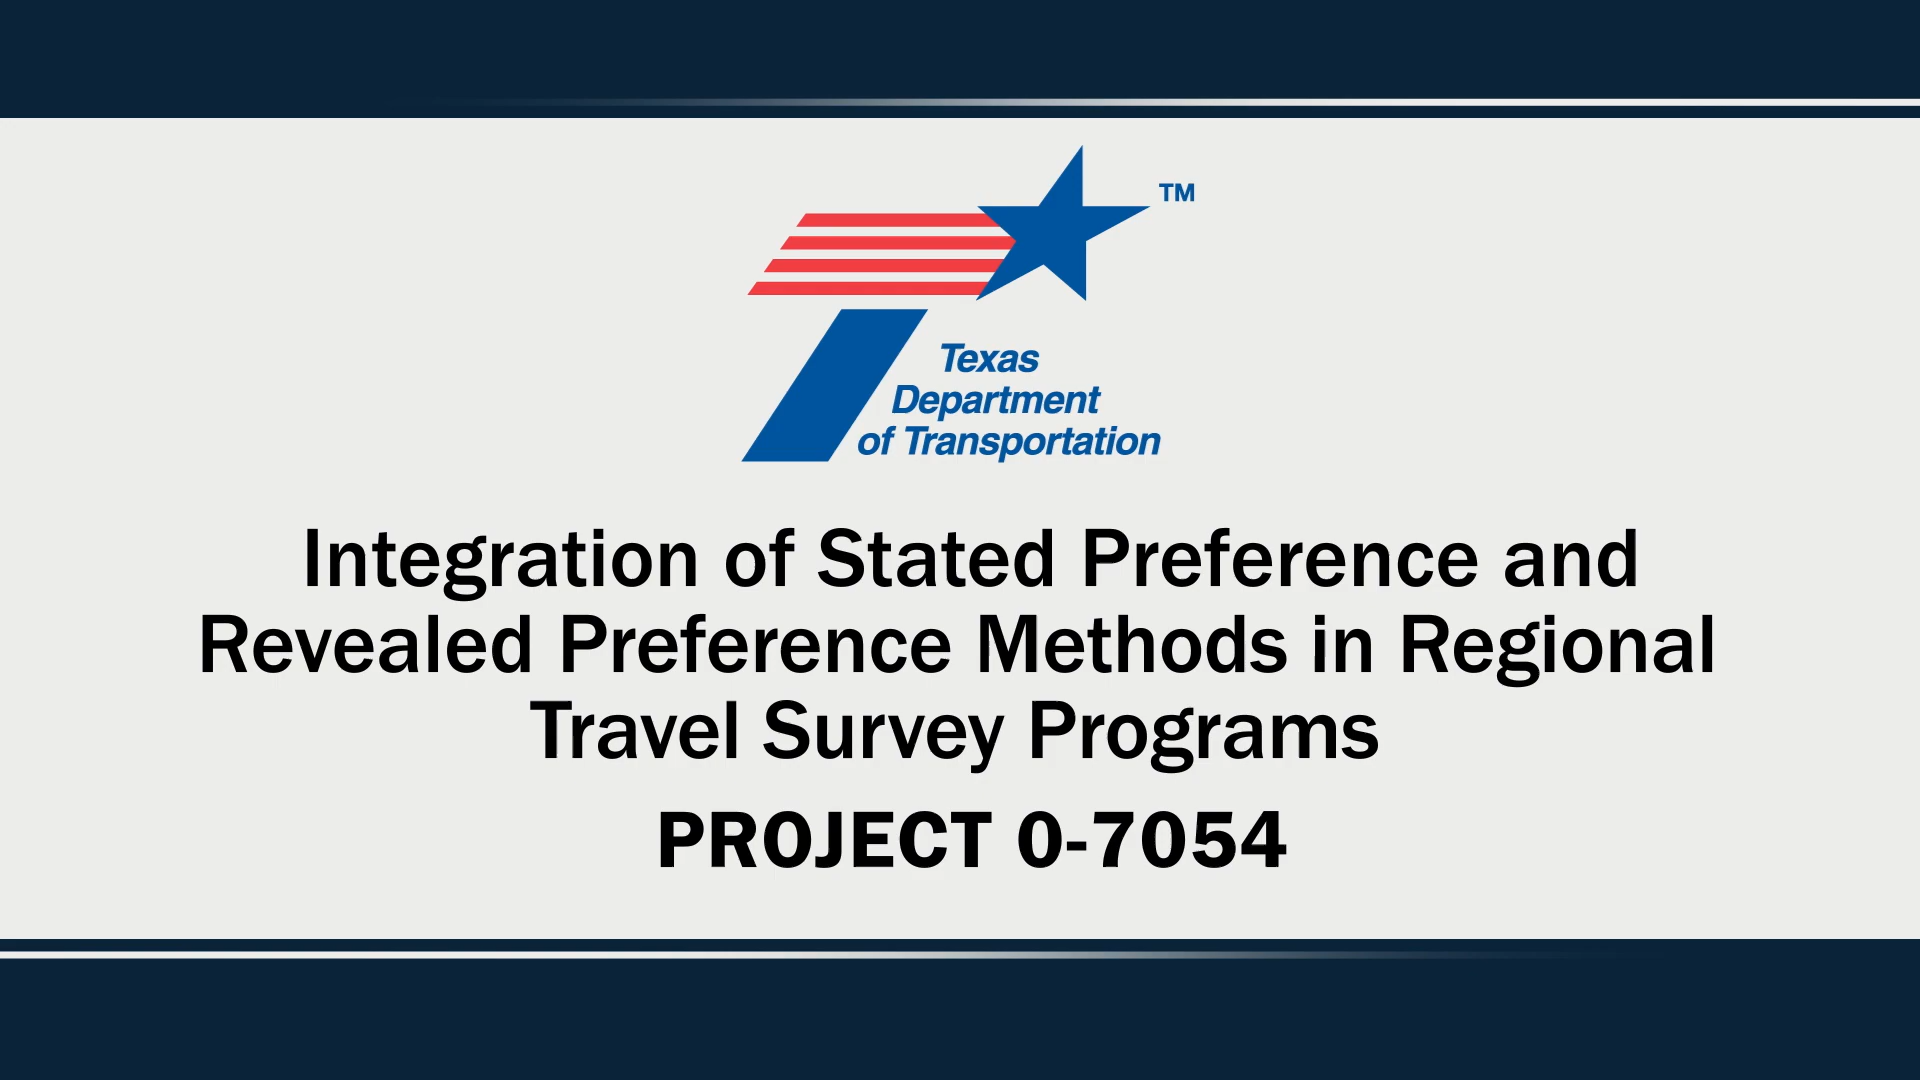 TM
Texas
Department
of Transportation
Integration of Stated Preference and
Revealed Preference Methods in Regional
Travel Survey Programs
PROJECT 0-7054